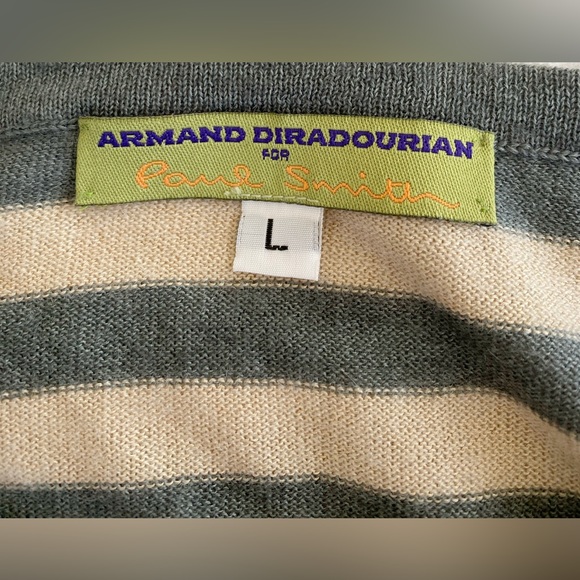 ARMAND DIRADOURIAN
FOR
Paul Smith
L